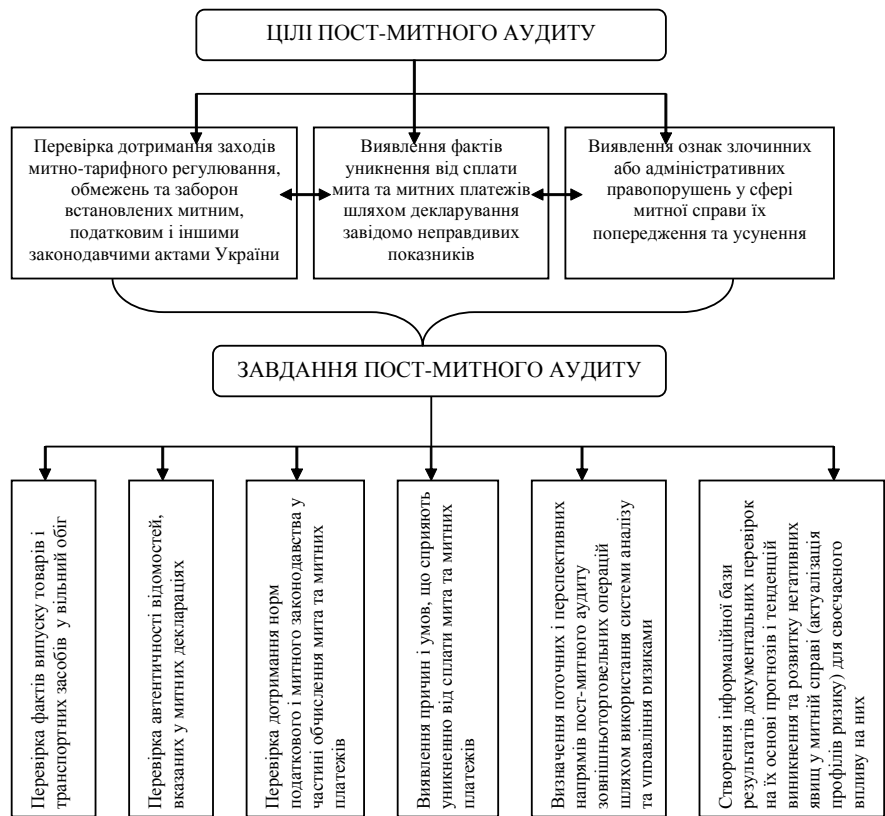 ЦІЛІ ПОСТ-МИТНОГО АУДИТУ
Перевірка дотримання заходів
митно-тарифного регулювання,
обмежень та заборон
встановлених митним,
податковим і іншими
законодавчими актами України
Виявлення фактів
уникнення від сплати
мита та митних платежів
шляхом декларування
завідомо неправдивих
показників
Виявлення ознак злочинних
або адміністративних
правопорушень у сфері
митної справи їх
попередження та усунення
ЗАВДАННЯ ПОСТ-МИТНОГО АУДИТУ
Перевірка фактів випуску товарів і
транспортних засобів у вільний обіг
Перевірка автентичності відомостей,
вказаних у митних деклараціях
Перевірка дотримання норм
податкового і митного законодавства у
частині обчислення мита та митних
платежів
Виявлення причин і умов, що сприяють
уникненню від сплати мита та митних
платежів
Визначення поточних і перспективних
напрямів пост-митного аудиту
зовнішньоторговельних операцій
шляхом використання системи аналізу
та управління ризиками
Створення інформаційної бази
результатів документальних перевірок
на їх основі прогнозів і тенденцій
виникнення та розвитку негативних
явищ у митній справі (актуалізація
профілів ризику) для своєчасного
впливу на них